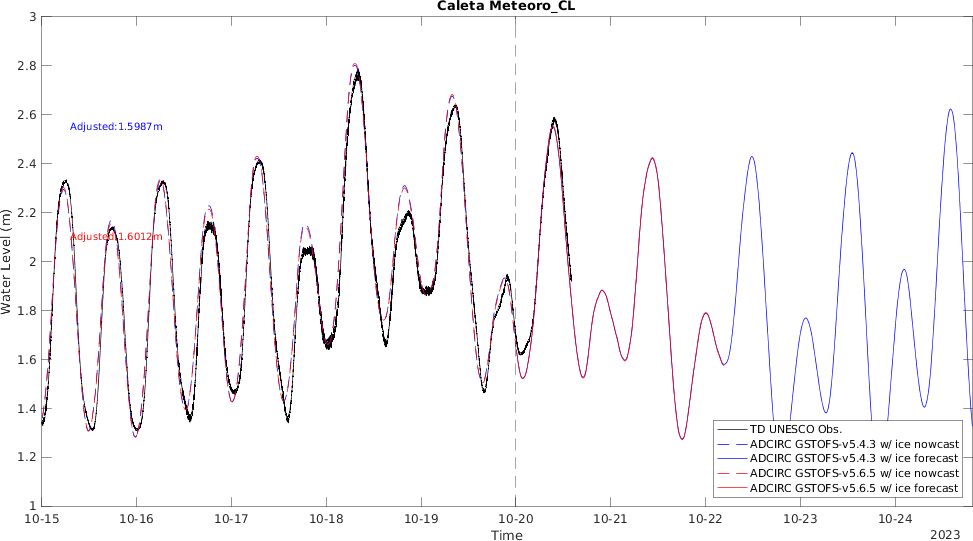 Caleta Meteoro_CL
3
2.8
2.6
2.4
2.2
2
1.8
1.6
1.4
1.2
1
Water Level (m)
Adjusted:1.5987m
Adjusted:1.6012m
TD UNESCO Obs.
ADCIRC GSTOFS-v5.4.3 w/ ice nowcast
ADCIRC GSTOFS-v5.4.3 w/ ice forecast
ADCIRC GSTOFS-v5.6.5 w/ ice nowcast
ADCIRC GSTOFS-v5.6.5 w/ ice forecast
10-15 10-16 10-17 10-18 10-19 10-20 10-21 10-22 10-23 10-24
Time
2023